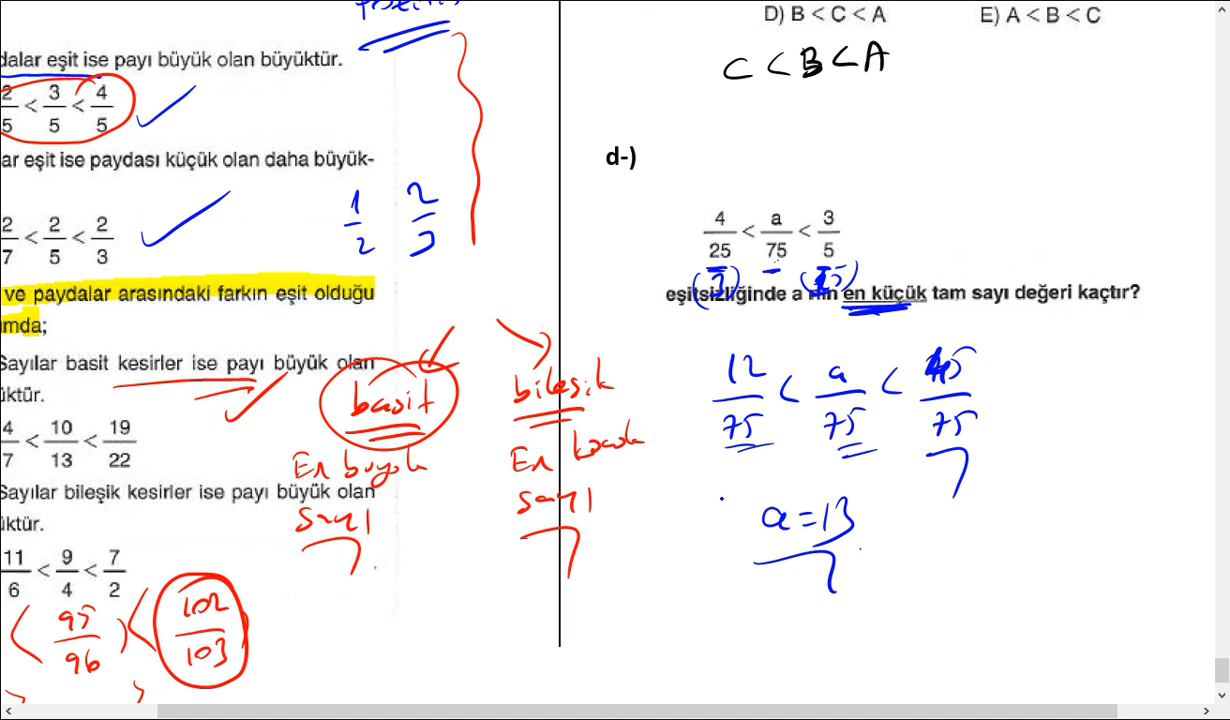 dalar eşit ise payı büyük olan büyüktür.
2/5 < 3/5 < 4/5
ar eşit ise paydası küçük olan daha büyük-
1/2 2/3
2/7 < 2/5 < 2/3
ve paydalar arasındaki farkın eşit olduğu
mda;
Sayılar basit kesirler ise payı büyük olan
üktür.
basit
bileşik
4/7 < 10/13 < 19/22
En büyük
sayı
En küçük
sayı
Sayılar bileşik kesirler ise payı büyük olan
üktür.
11/6 < 9/4 < 7/2
< 95/96 < 102/103
D) B < C < A E) A < B < C
C < B < A
d-)
4/25 < a/75 < 3/5
(3) (15)
eşitsizliğinde a nın en küçük tam sayı değeri kaçtır?
12/75 < a/75 < 45/75
a = 13